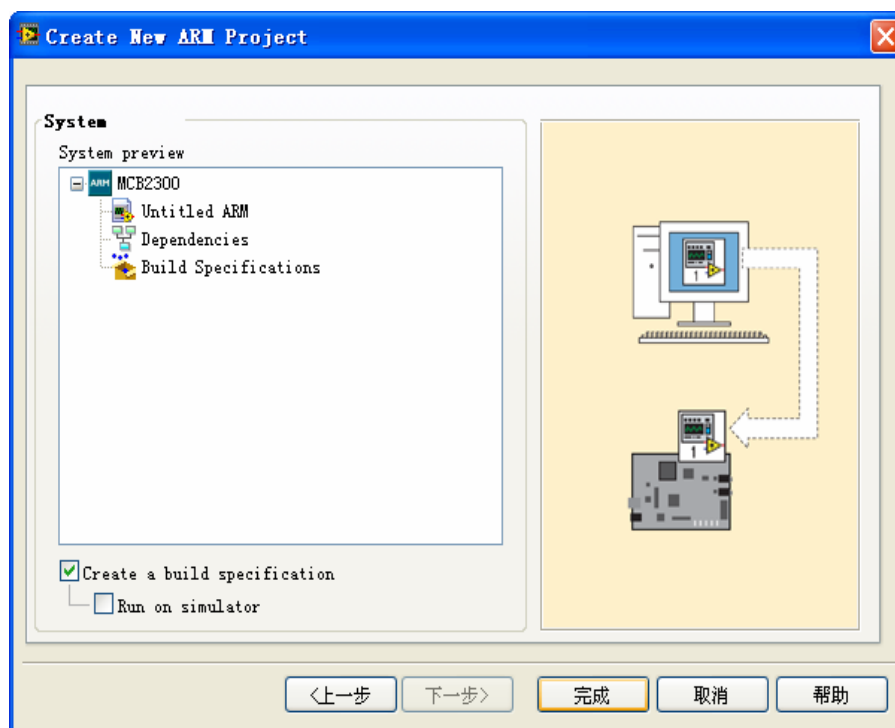 Create New ARM Project
System
System preview
ARM MCB2300
Untitled ARM
Dependencies
Build Specifications
Create a build specification
Run on simulator
1
1
<上一步 下一步> 完成 取消 帮助